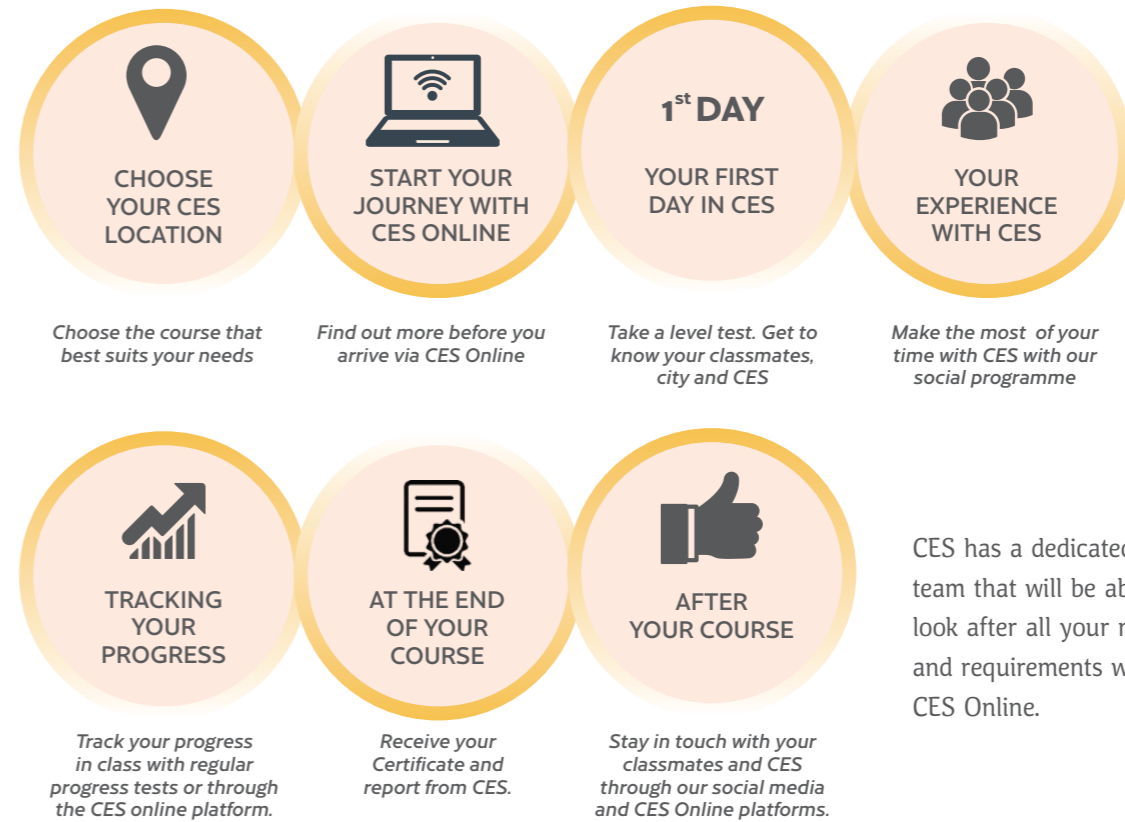 CHOOSE
YOUR CES
LOCATION
Choose the course that
best suits your needs
START YOUR
JOURNEY WITH
CES ONLINE
Find out more before you
arrive via CES Online
1st DAY
YOUR FIRST
DAY IN CES
Take a level test. Get to
know your classmates,
city and CES
YOUR
EXPERIENCE
WITH CES
Make the most of your
time with CES with our
social programme
TRACKING
YOUR
PROGRESS
Track your progress
in class with regular
progress tests or through
the CES online platform.
AT THE END
OF YOUR
COURSE
Receive your
Certificate and
report from CES.
AFTER
YOUR COURSE
Stay in touch with your
classmates and CES
through our social media
and CES Online platforms.
CES has a
team that will be
look after all your
and requirements
CES Online.